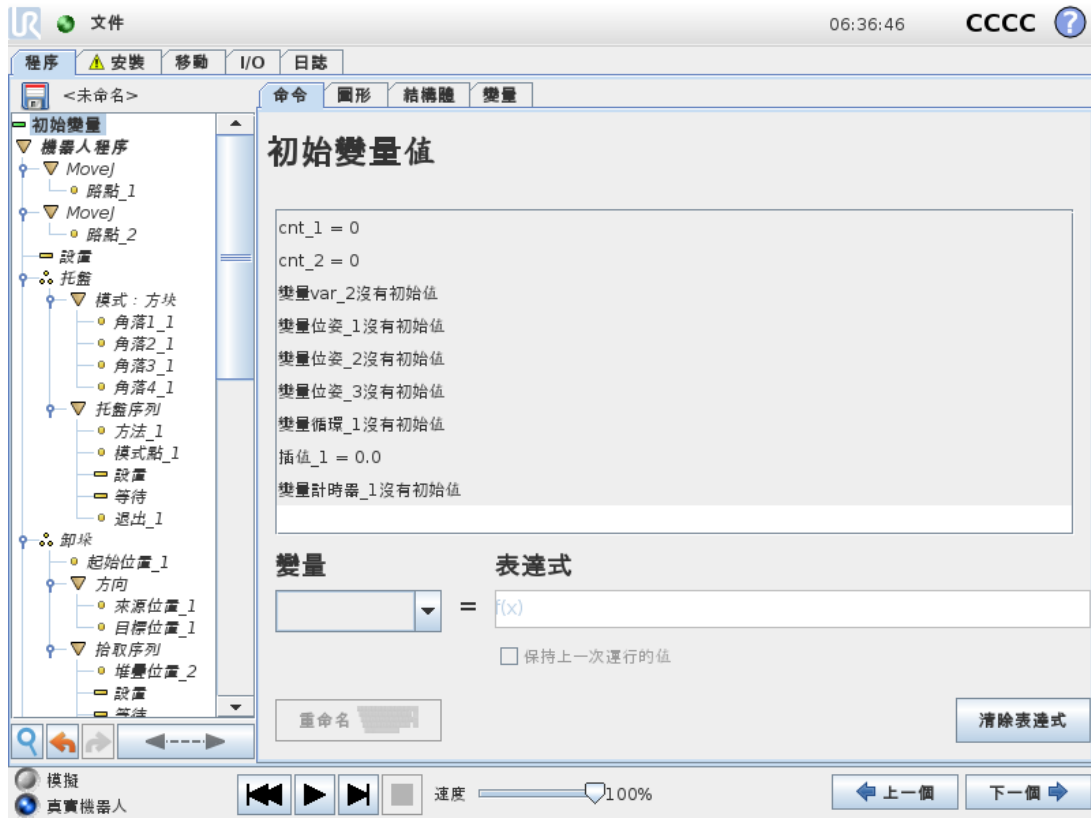 UR 文件 06:36:46 CCCC ?
程序 安裝 移動 I/O 日誌
<未命名>
命令 圖形 結構體 變量
初始變量
機器人程序
MoveJ
路點_1
MoveJ
路點_2
設置
托盤
模式：方块
角落1_1
角落2_1
角落3_1
角落4_1
托盤序列
方法_1
模式點_1
設置
等待
退出_1
卸垛
起始位置_1
方向
來源位置_1
目標位置_1
拾取序列
堆疊位置_2
設置
等待
初始變量值
cnt_1 = 0
cnt_2 = 0
變量var_2沒有初始值
變量位姿_1沒有初始值
變量位姿_2沒有初始值
變量位姿_3沒有初始值
變量循環_1沒有初始值
插值_1 = 0.0
變量計時器_1沒有初始值
變量 表達式
= f(x)
保持上一次運行的值
重命名
清除表達式
模擬
真實機器人
速度 100%
上一個 下一個